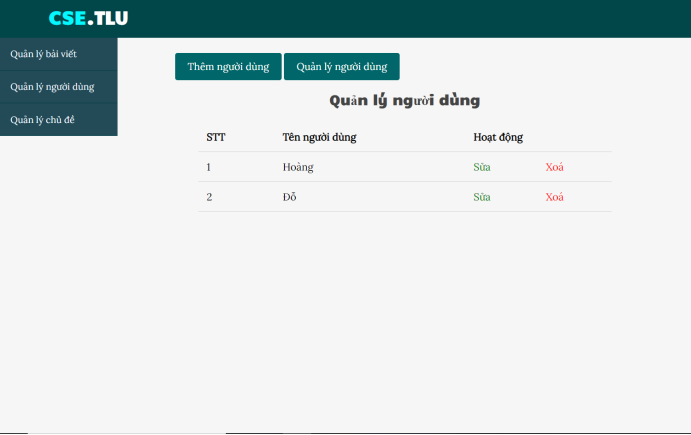 CSE.TLU
Quản lý bài viết
Quản lý người dùng
Quản lý chủ đề
Thêm người dùng Quản lý người dùng
Quản lý người dùng
STT Tên người dùng Hoạt động
1 Hoàng Sửa Xoá
2 Đỗ Sửa Xoá